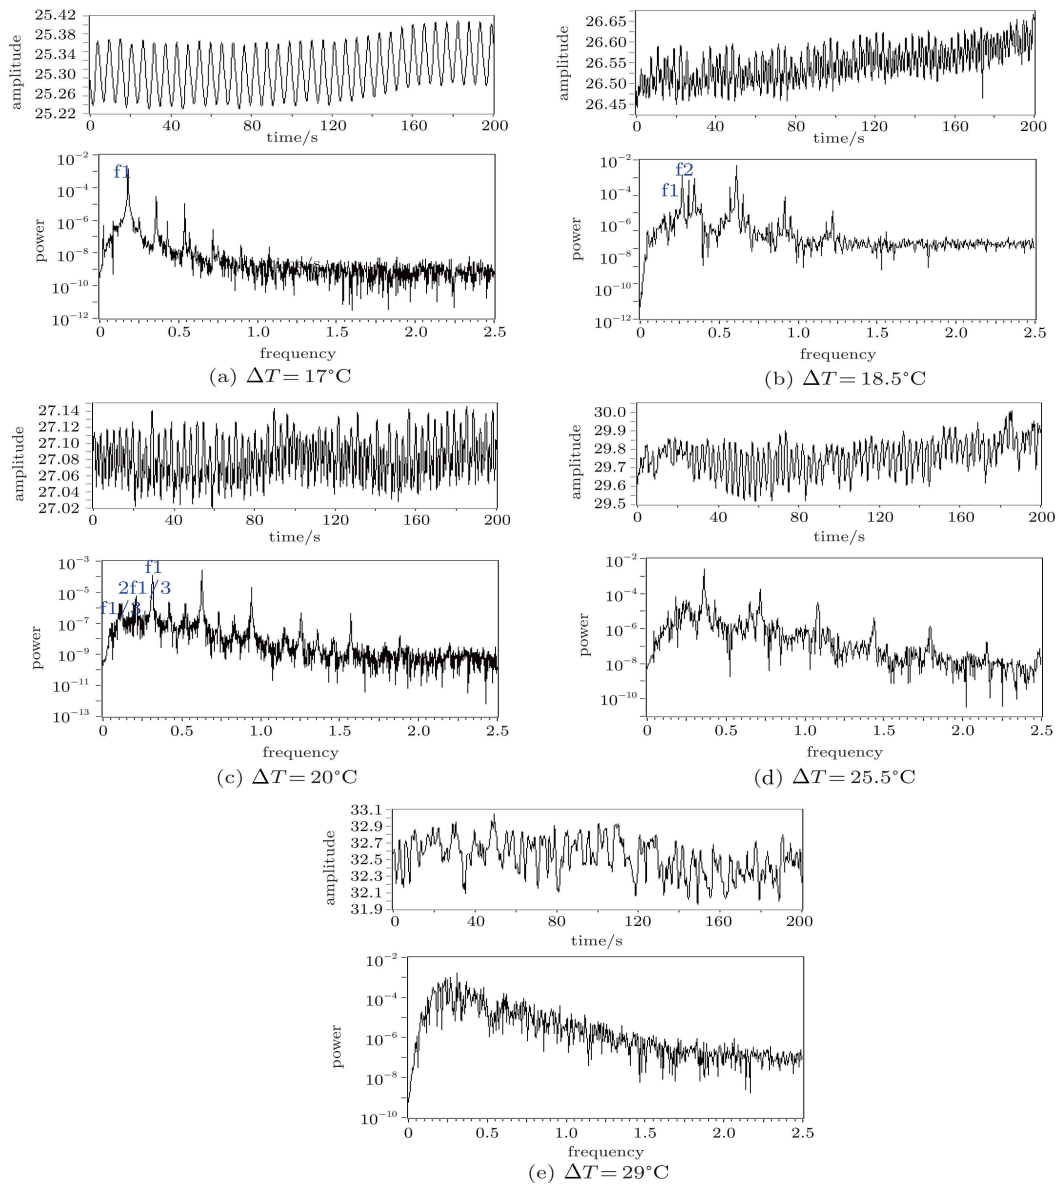 25.42
25.38
25.34
25.30
25.26
25.22
amplitude
0 40 80 120 160 200
time/s
10−2
10−4
10−6
10−8
10−10
10−12
power
f1
0 0.5 1.0 1.5 2.0 2.5
frequency
(a) ΔT = 17°C
26.65
26.60
26.55
26.50
26.45
amplitude
0 40 80 120 160 200
time/s
10−2
10−4
10−6
10−8
10−10
10−12
power
f2
f1
0 0.5 1.0 1.5 2.0 2.5
frequency
(b) ΔT = 18.5°C
27.14
27.10
27.08
27.06
27.04
27.02
amplitude
0 40 80 120 160 200
time/s
10−3
10−5
10−7
10−9
10−11
10−13
power
f1
2f1/3
f1/3
0 0.5 1.0 1.5 2.0 2.5
frequency
(c) ΔT = 20°C
30.0
29.8
29.7
29.6
29.5
amplitude
0 40 80 120 160 200
time/s
10−2
10−4
10−6
10−8
10−10
power
0 0.5 1.0 1.5 2.0 2.5
frequency
(d) ΔT = 25.5°C
33.1
32.9
32.7
32.5
32.3
32.1
31.9
amplitude
0 40 80 120 160 200
time/s
10−2
10−4
10−6
10−8
10−10
power
0 0.5 1.0 1.5 2.0 2.5
frequency
(e) ΔT = 29°C